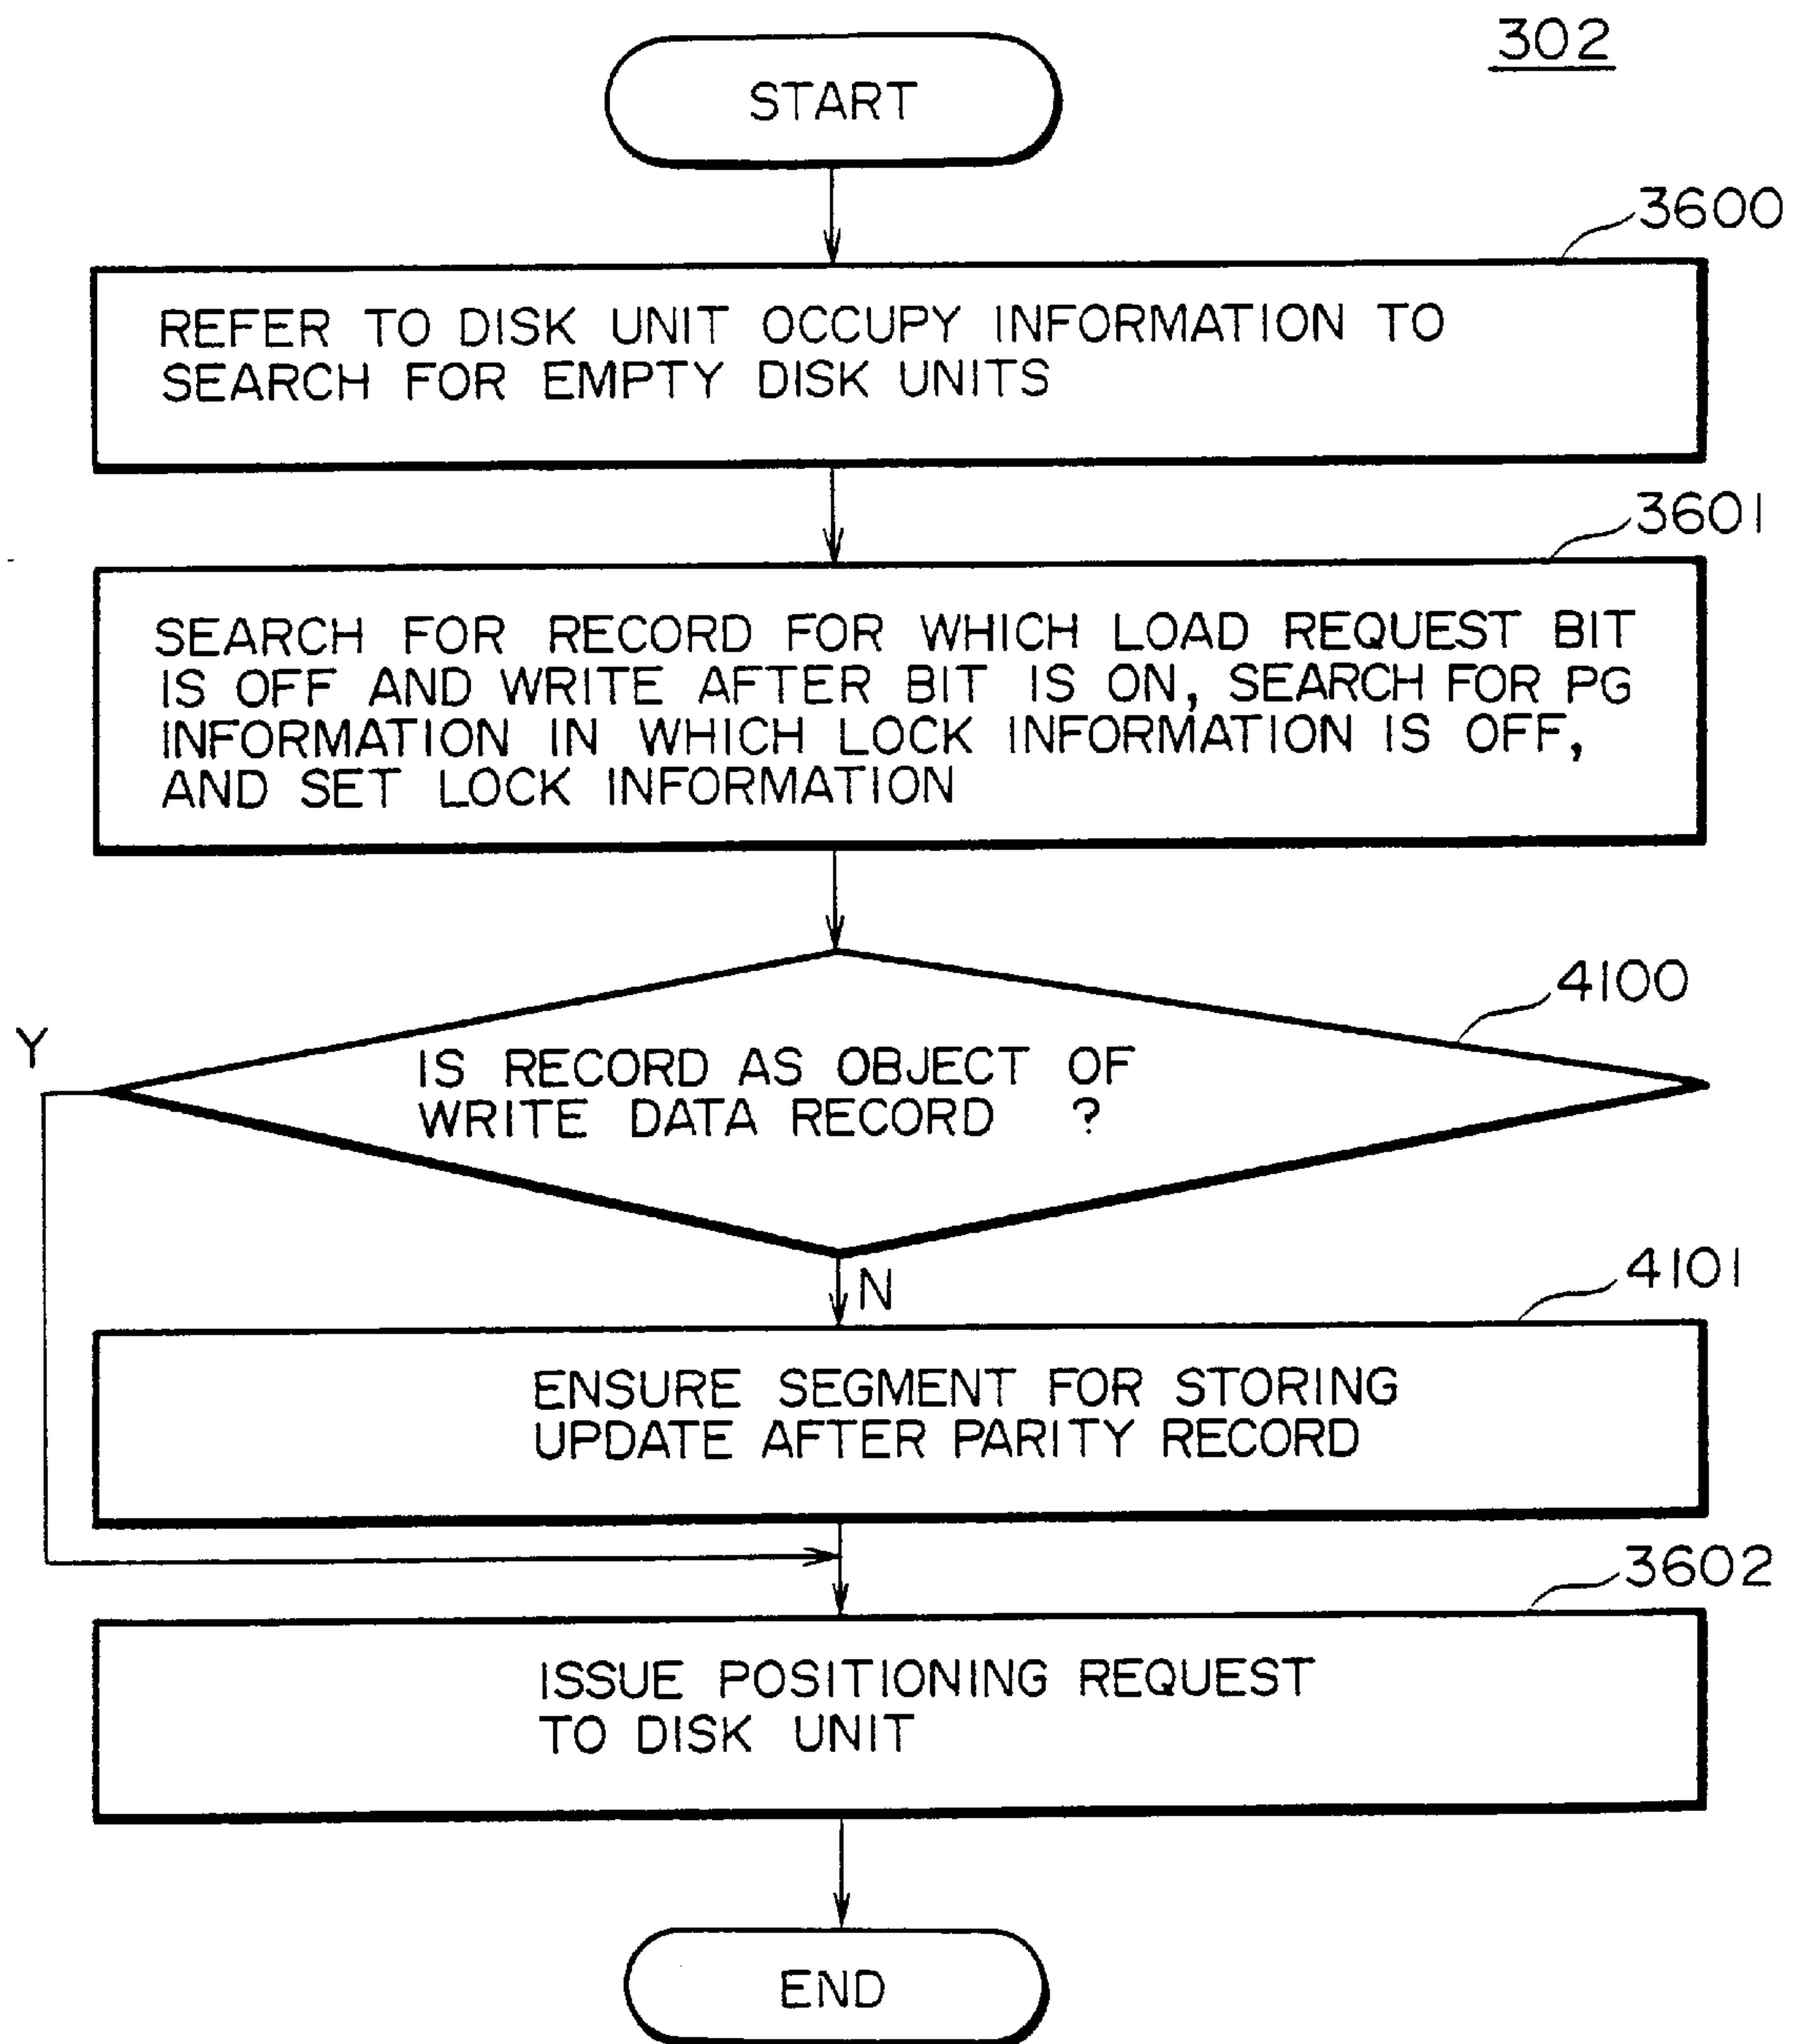 302
START
3600
REFER TO DISK UNIT OCCUPY INFORMATION TO
SEARCH FOR EMPTY DISK UNITS
3601
SEARCH FOR RECORD FOR WHICH LOAD REQUEST BIT
IS OFF AND WRITE AFTER BIT IS ON, SEARCH FOR PG
INFORMATION IN WHICH LOCK INFORMATION IS OFF,
AND SET LOCK INFORMATION
4100
Y
IS RECORD AS OBJECT OF
WRITE DATA RECORD ?
N
4101
ENSURE SEGMENT FOR STORING
UPDATE AFTER PARITY RECORD
3602
ISSUE POSITIONING REQUEST
TO DISK UNIT
END